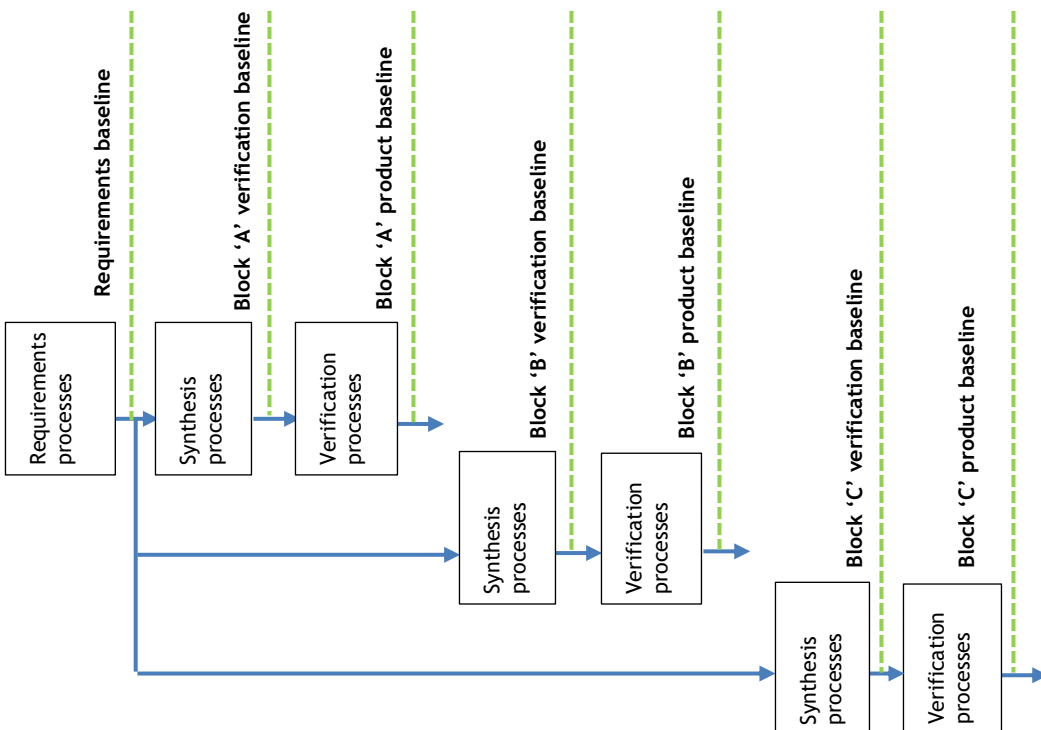 Requirements baseline
Requirements
processes
Block ‘A’ verification baseline
Synthesis
processes
Block ‘A’ product baseline
Verification
processes
Block ‘B’ verification baseline
Synthesis
processes
Block ‘B’ product baseline
Verification
processes
Block ‘C’ verification baseline
Synthesis
processes
Block ‘C’ product baseline
Verification
processes